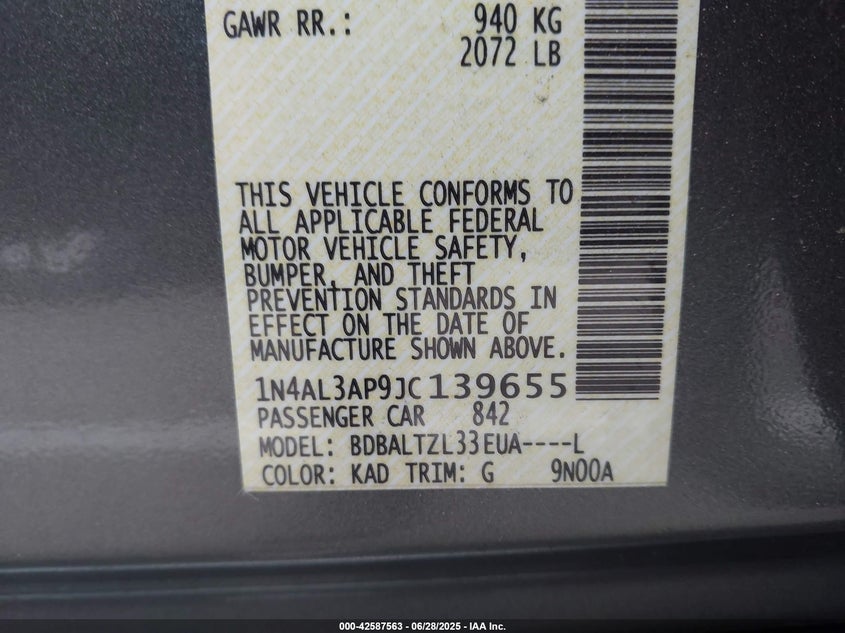 GAWR RR.: 940 KG
2072 LB
THIS VEHICLE CONFORMS TO
ALL APPLICABLE FEDERAL
MOTOR VEHICLE SAFETY,
BUMPER, AND THEFT
PREVENTION STANDARDS IN
EFFECT ON THE DATE OF
MANUFACTURE SHOWN ABOVE.
1N4AL3AP9JC139655
PASSENGER CAR 842
MODEL: BDBALTZL33EUA----L
COLOR: KAD TRIM: G 9N00A
000-42587563 | 06/28/2025 - IAA Inc.